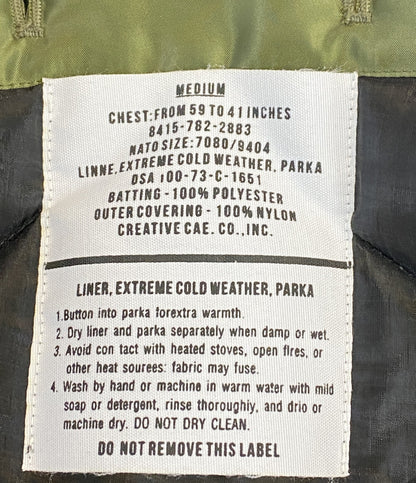 MEDIUM
CHEST:FROM 59 TO 41 INCHES
8415-782-2883
NATO SIZE:7080/9404
LINNE,EXTREME COLD WEATHER, PARKA
DSA :00-73-C-1651
BATTING - 100% POLYESTER
OUTER COVERING - 100% NYLON
CREATIVE CAE. CO.,INC.
LINER, EXTREME COLD WEATHER, PARKA
1.Button into parka forextra warmth.
2. Dry liner and parka separately when damp or wet.
3. Avoid con tact with heated stoves, open fires, or
other heat sourees: fabric may fuse.
4. Wash by hand or machine in warm water with mild
soap or detergent, rinse thoroughiy, and drio or
machine dry. DO NOT DRY CLEAN.
DO NOT REMOVE THIS LABEL